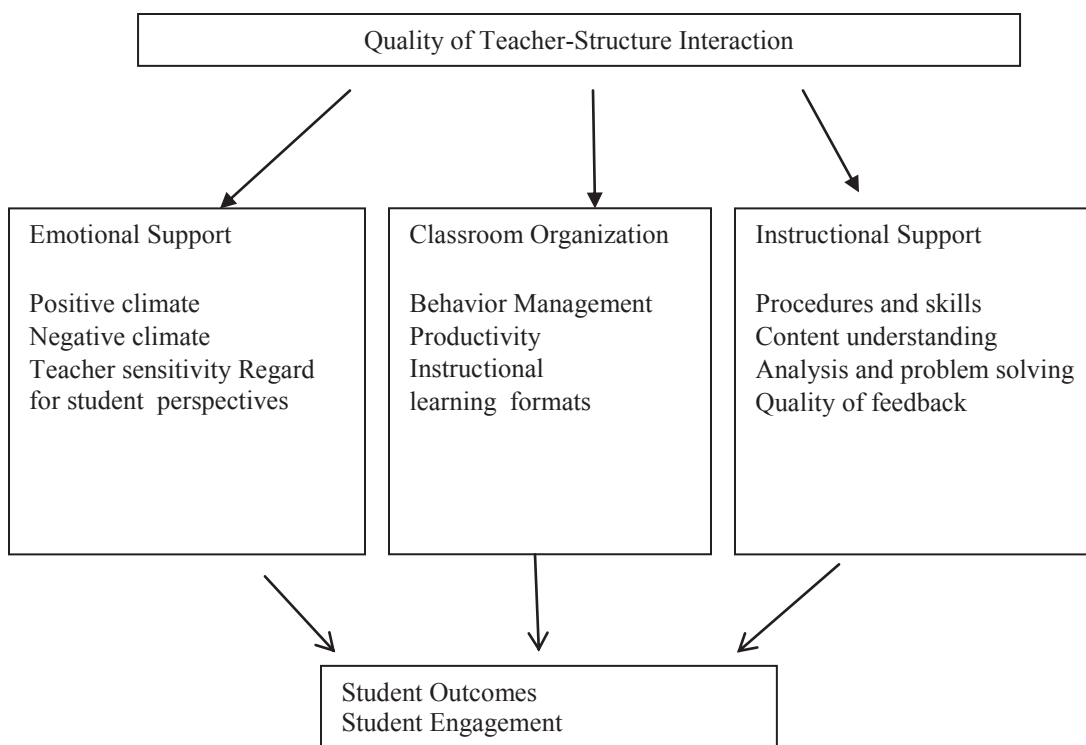 Quality of Teacher-Structure Interaction
Emotional Support
Positive climate
Negative climate
Teacher sensitivity Regard
for student perspectives
Classroom Organization
Behavior Management
Productivity
Instructional
learning formats
Instructional Support
Procedures and skills
Content understanding
Analysis and problem solving
Quality of feedback
Student Outcomes
Student Engagement